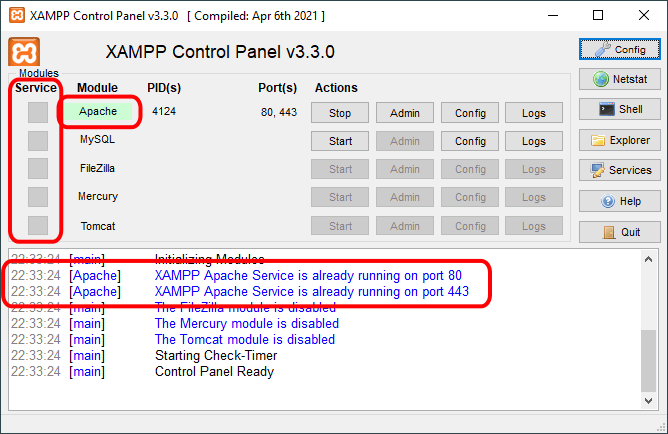 XAMPP Control Panel v3.3.0 [ Compiled: Apr 6th 2021 ]
XAMPP Control Panel v3.3.0
Config
Modules
Service Module PID(s) Port(s) Actions
Netstat
Apache 4124 80, 443 Stop Admin Config Logs
Shell
MySQL Start Admin Config Logs
Explorer
FileZilla Start Admin Config Logs
Services
Mercury Start Admin Config Logs
Help
Tomcat Start Admin Config Logs
Quit
22:33:24 [main] Initializing Modules
22:33:24 [Apache] XAMPP Apache Service is already running on port 80
22:33:24 [Apache] XAMPP Apache Service is already running on port 443
22:33:24 [main] The FileZilla module is disabled
22:33:24 [main] The Mercury module is disabled
22:33:24 [main] The Tomcat module is disabled
22:33:24 [main] Starting Check-Timer
22:33:24 [main] Control Panel Ready